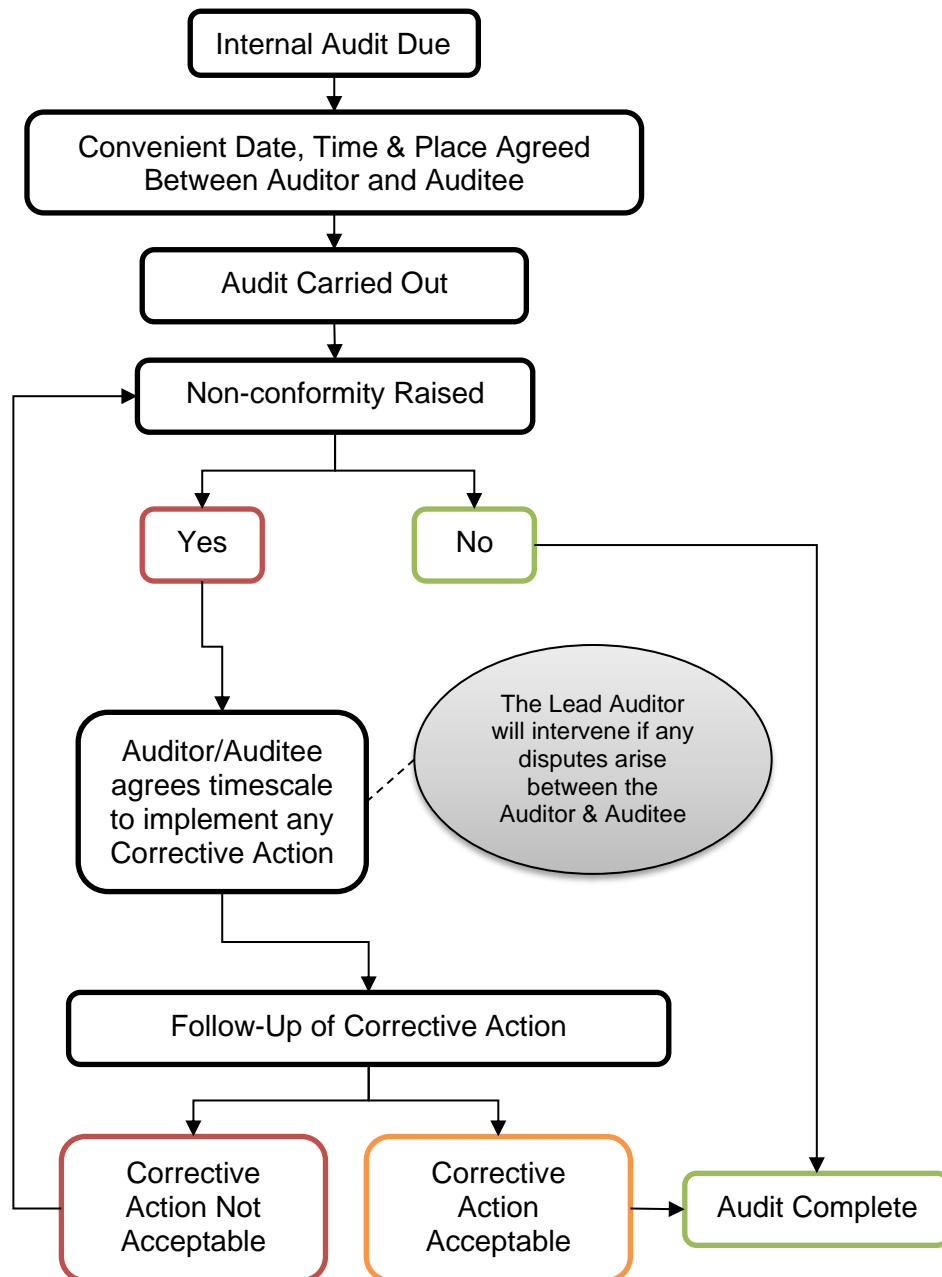 Internal Audit Due
Convenient Date, Time & Place Agreed
Between Auditor and Auditee
Audit Carried Out
Non-conformity Raised
Yes
No
The Lead Auditor
will intervene if any
disputes arise
between the
Auditor & Auditee
Auditor/Auditee
agrees timescale
to implement any
Corrective Action
Follow-Up of Corrective Action
Corrective
Action Not
Acceptable
Corrective
Action
Acceptable
Audit Complete